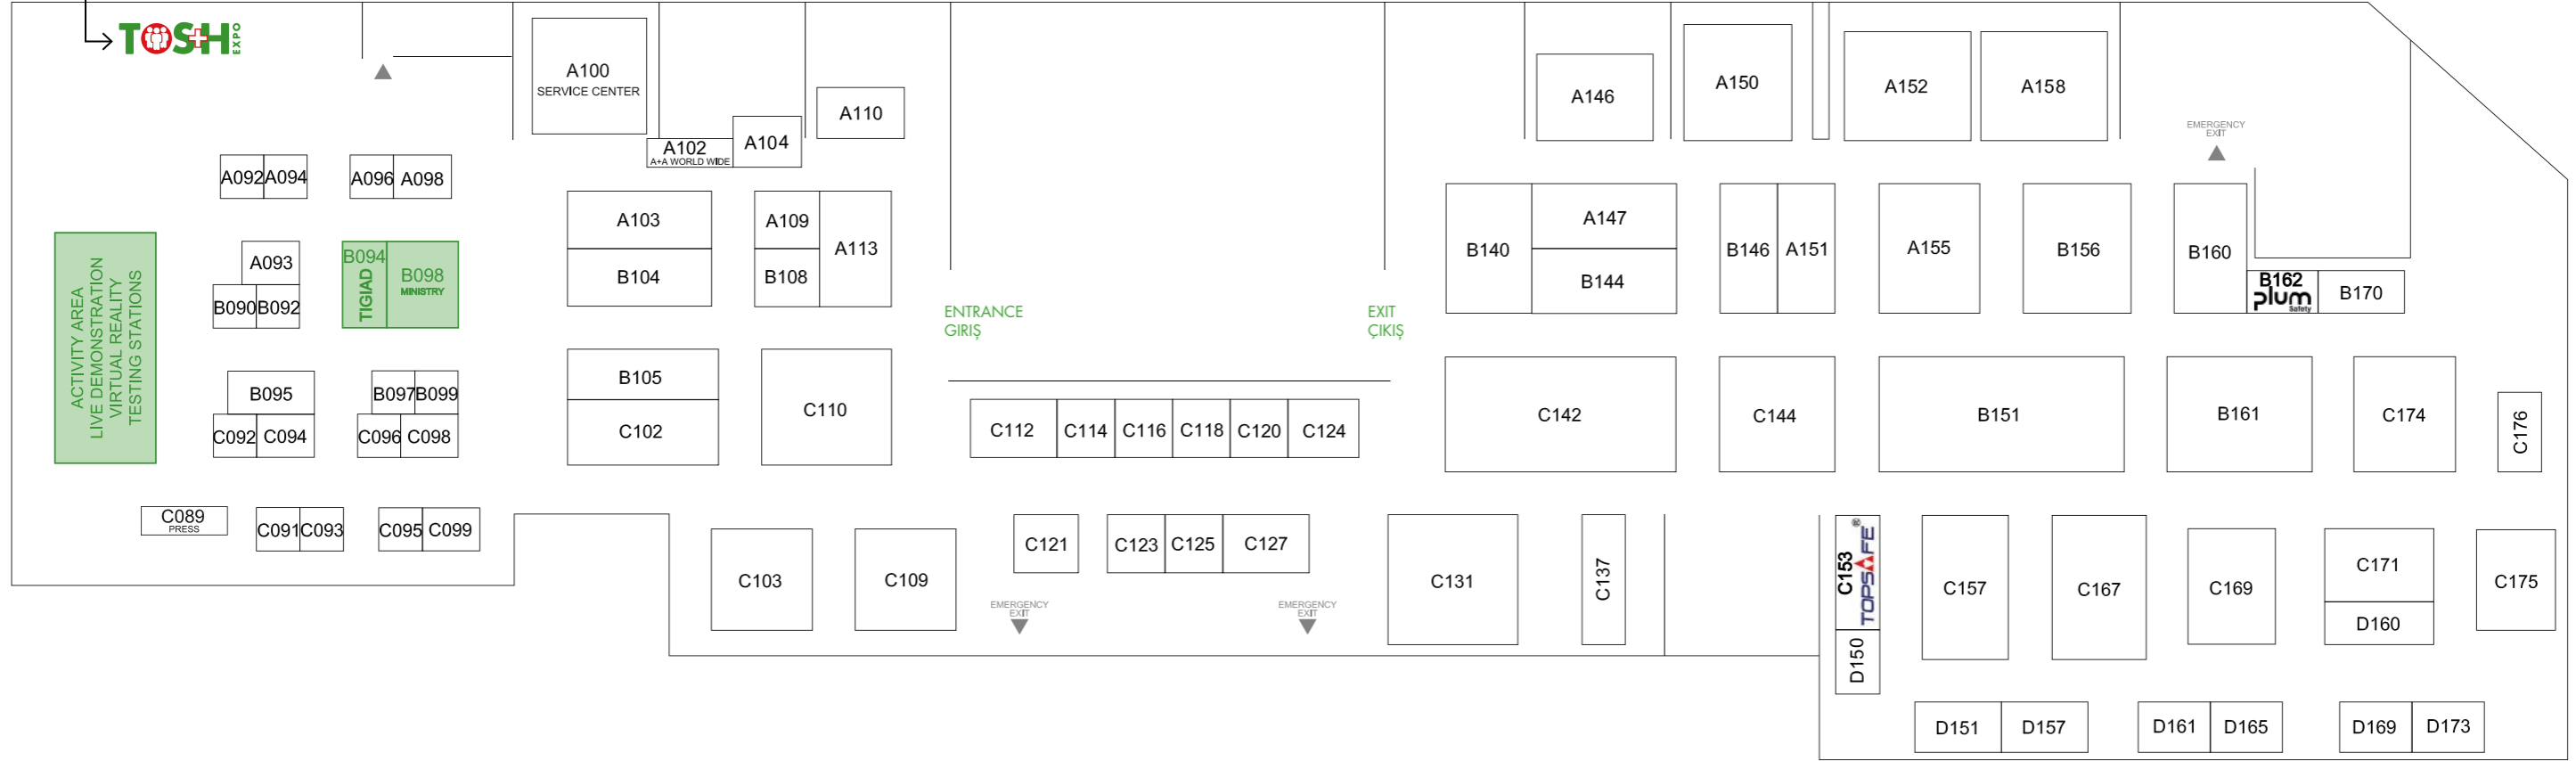 TOSH EXPO
A100
SERVICE CENTER
A102
A+A WORLD WIDE
A104
A110
A146
A150
A152
A158
EMERGENCY
EXIT
A092 A094 A096 A098
A103
A109
A113
B104
B108
A093
B090 B092
B094
TIGIAD
B098
MINISTRY
ACTIVITY AREA
LIVE DEMONSTRATION
VIRTUAL REALITY
TESTING STATIONS
ENTRANCE
GIRIŞ
EXIT
ÇIKIŞ
B140
A147
B144
B146 A151
A155
B156
B160
B162
plum
Safety
B170
B095
C092 C094
B097 B099
C096 C098
B105
C102
C110
C112 C114 C116 C118 C120 C124
C142
C144
B151
B161
C174
C176
C089
PRESS
C091 C093 C095 C099
C103
C109
C121
C123 C125 C127
EMERGENCY
EXIT
EMERGENCY
EXIT
C131
C137
C153
TOPSAFE®
D150
C157
C167
C169
C171
D160
C175
D151 D157 D161 D165 D169 D173